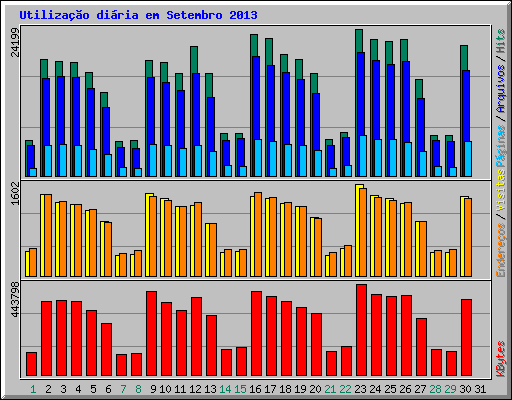 Utilização diária em Setembro 2013
24199
1602
443798
Endereços / Visitas Páginas / Arquivos / Hits
KBytes
1 2 3 4 5 6 7 8 9 10 11 12 13 14 15 16 17 18 19 20 21 22 23 24 25 26 27 28 29 30 31